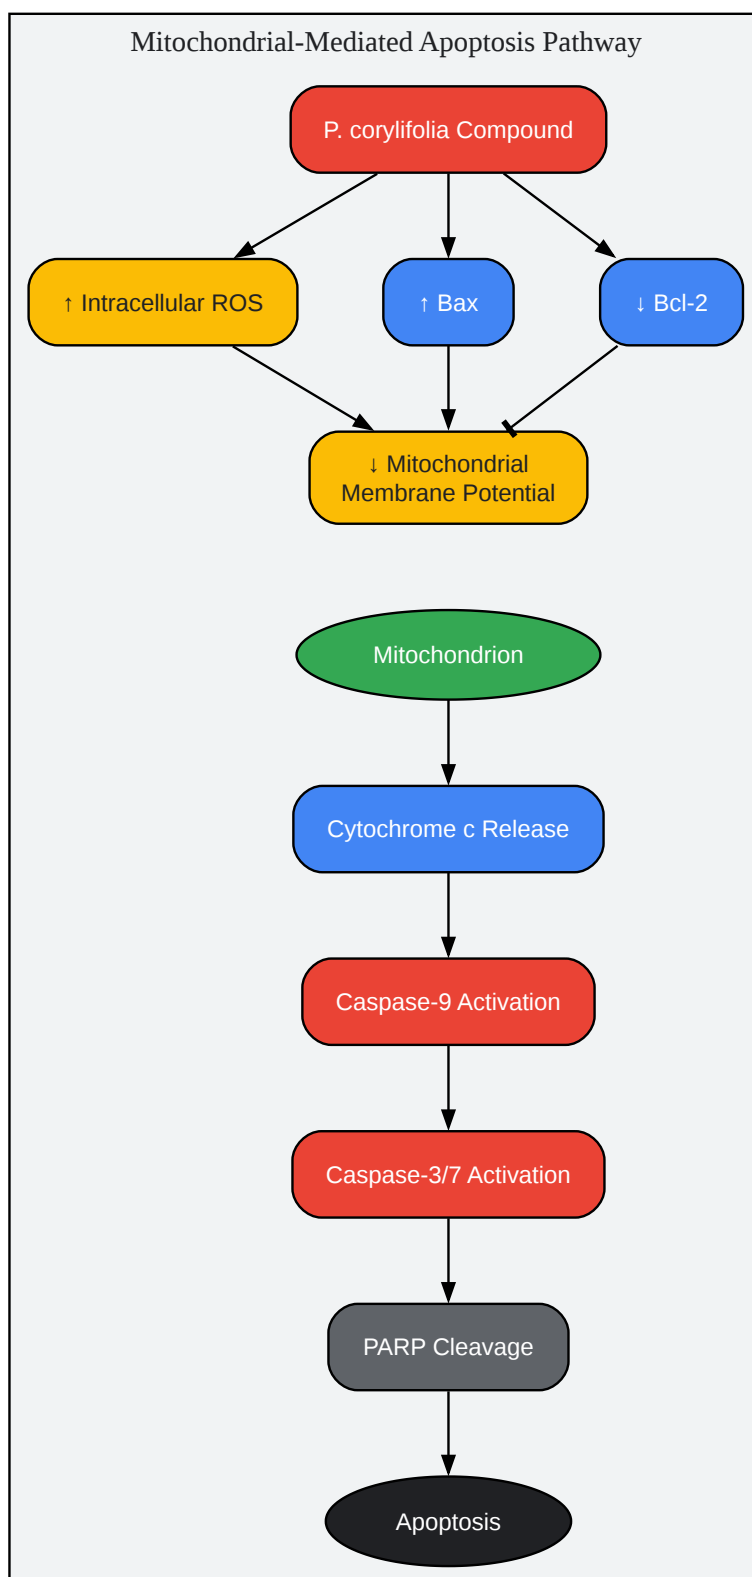 Mitochondrial-Mediated Apoptosis Pathway
P. corylifolia Compound
↑ Intracellular ROS
↑ Bax
↓ Bcl-2
↓ Mitochondrial
Membrane Potential
Mitochondrion
Cytochrome c Release
Caspase-9 Activation
Caspase-3/7 Activation
PARP Cleavage
Apoptosis